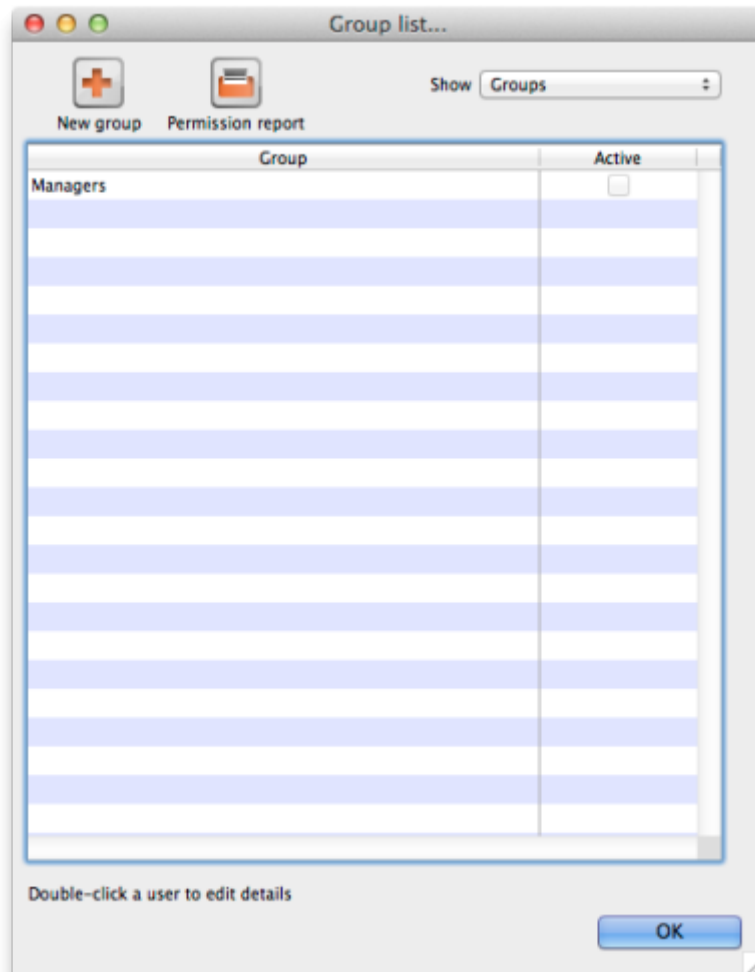 Group list...
Show Groups
New group Permission report
Group Active
Managers
Double-click a user to edit details
OK